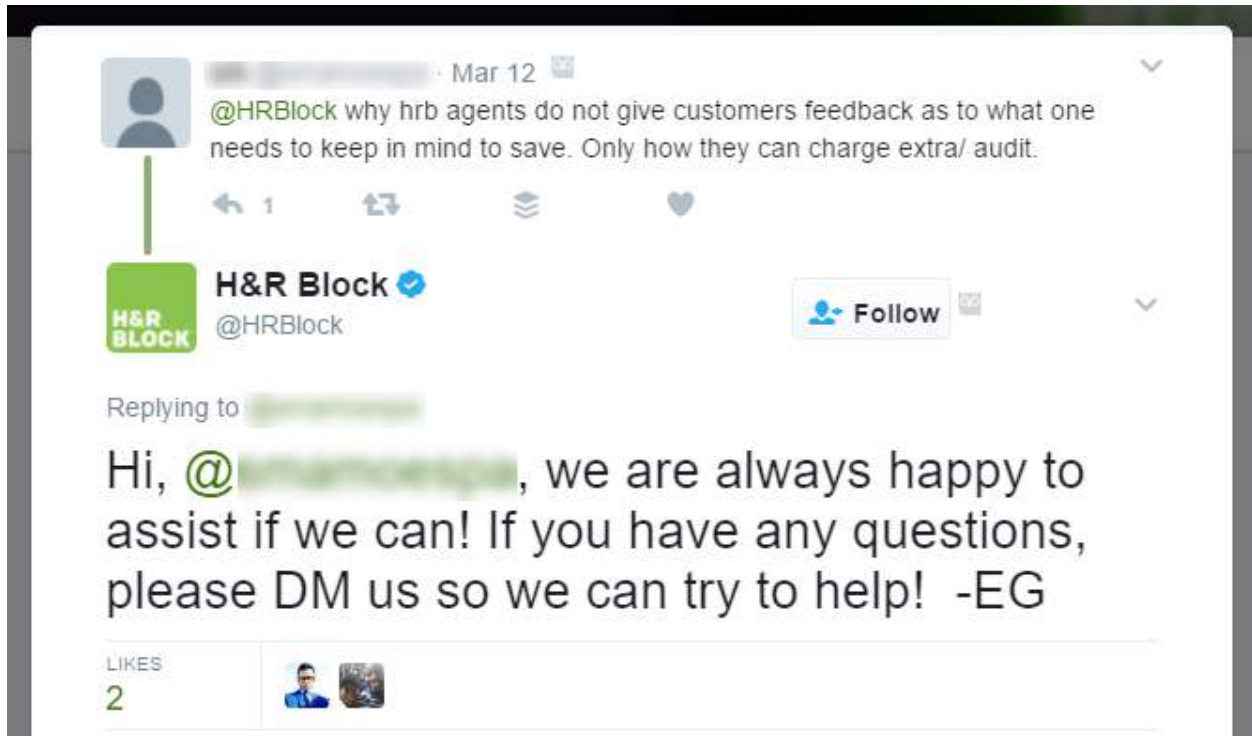 · Mar 12
@HRBlock why hrb agents do not give customers feedback as to what one
needs to keep in mind to save. Only how they can charge extra/ audit.
1
H&R Block
H&R
BLOCK
@HRBlock
Follow
Replying to
Hi, @, we are always happy to
assist if we can! If you have any questions,
please DM us so we can try to help! -EG
LIKES
2